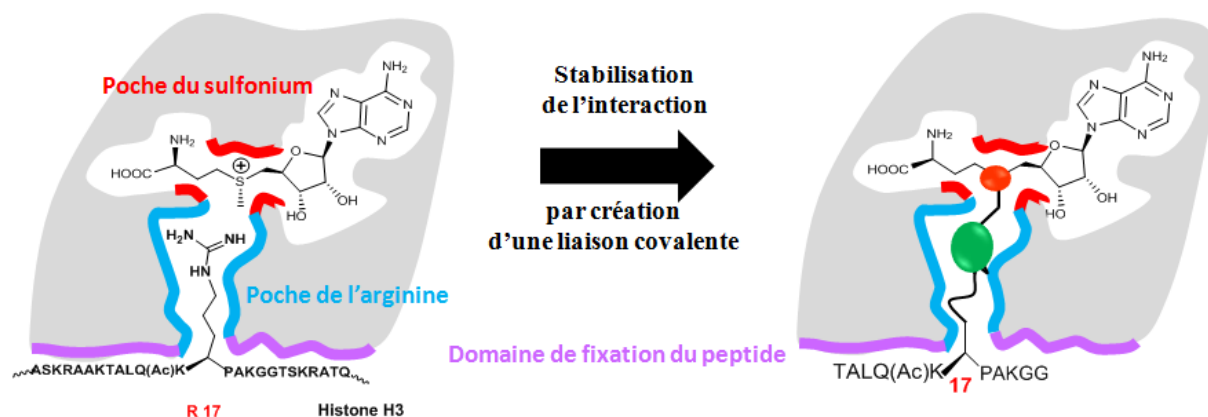 Poche du sulfonium
NH₂
N
N
N
N
NH₂
O
HOOC
S
⊕
HO
OH
H₂N
NH
HN
Poche de l'arginine
ASKRAAKTALQ(Ac)K
PAKGGTSKRATQ
R 17
Histone H3
Stabilisation
de l'interaction
par création
d'une liaison covalente
Domaine de fixation du peptide
NH₂
N
N
N
N
NH₂
O
HOOC
HO
OH
TALQ(Ac)K
17
PAKGG